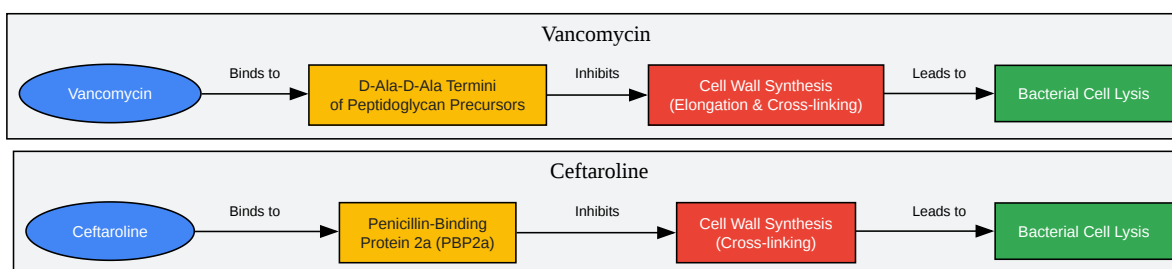 Vancomycin
Binds to
Inhibits
Leads to
Vancomycin
D-Ala-D-Ala Termini
of Peptidoglycan Precursors
Cell Wall Synthesis
(Elongation & Cross-linking)
Bacterial Cell Lysis
Ceftaroline
Binds to
Inhibits
Leads to
Ceftaroline
Penicillin-Binding
Protein 2a (PBP2a)
Cell Wall Synthesis
(Cross-linking)
Bacterial Cell Lysis